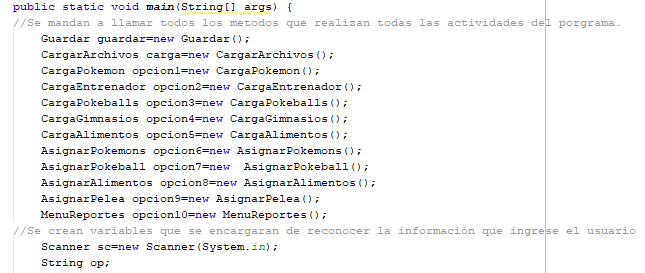 public static void main(String[] args) {
//Se mandan a llamar todos los metodos que realizan todas las actividades del porgrama.
Guardar guardar=new Guardar();
CargarArchivos carga=new CargarArchivos();
CargaPokemon opcion1=new CargaPokemon();
CargaEntrenador opcion2=new CargaEntrenador();
CargaPokeballs opcion3=new CargaPokeballs();
CargaGimnasios opcion4=new CargaGimnasios();
CargaAlimentos opcion5=new CargaAlimentos();
AsignarPokemons opcion6=new AsignarPokemons();
AsignarPokeball opcion7=new  AsignarPokeball();
AsignarAlimentos opcion8=new AsignarAlimentos();
AsignarPelea opcion9=new AsignarPelea();
MenuReportes opcion10=new MenuReportes();
//Se crean variables que se encargaran de reconocer la información que ingrese el usuario
Scanner sc=new Scanner(System.in);
String op;